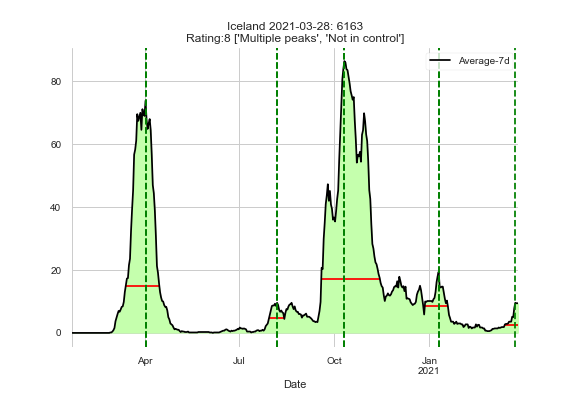 Iceland 2021-03-28: 6163
Rating:8 ['Multiple peaks', 'Not in control']
Average-7d
80
60
40
20
0
Apr
Jul
Oct
Jan
2021
Date